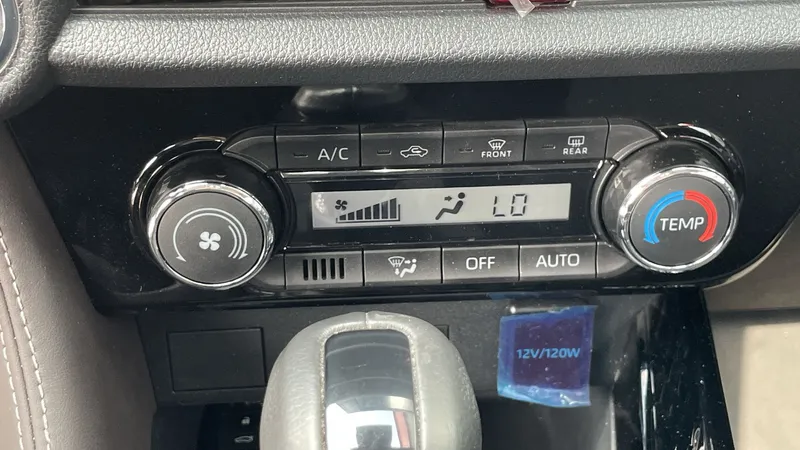 A/C
FRONT
REAR
LO
TEMP
OFF
AUTO
12V/120W